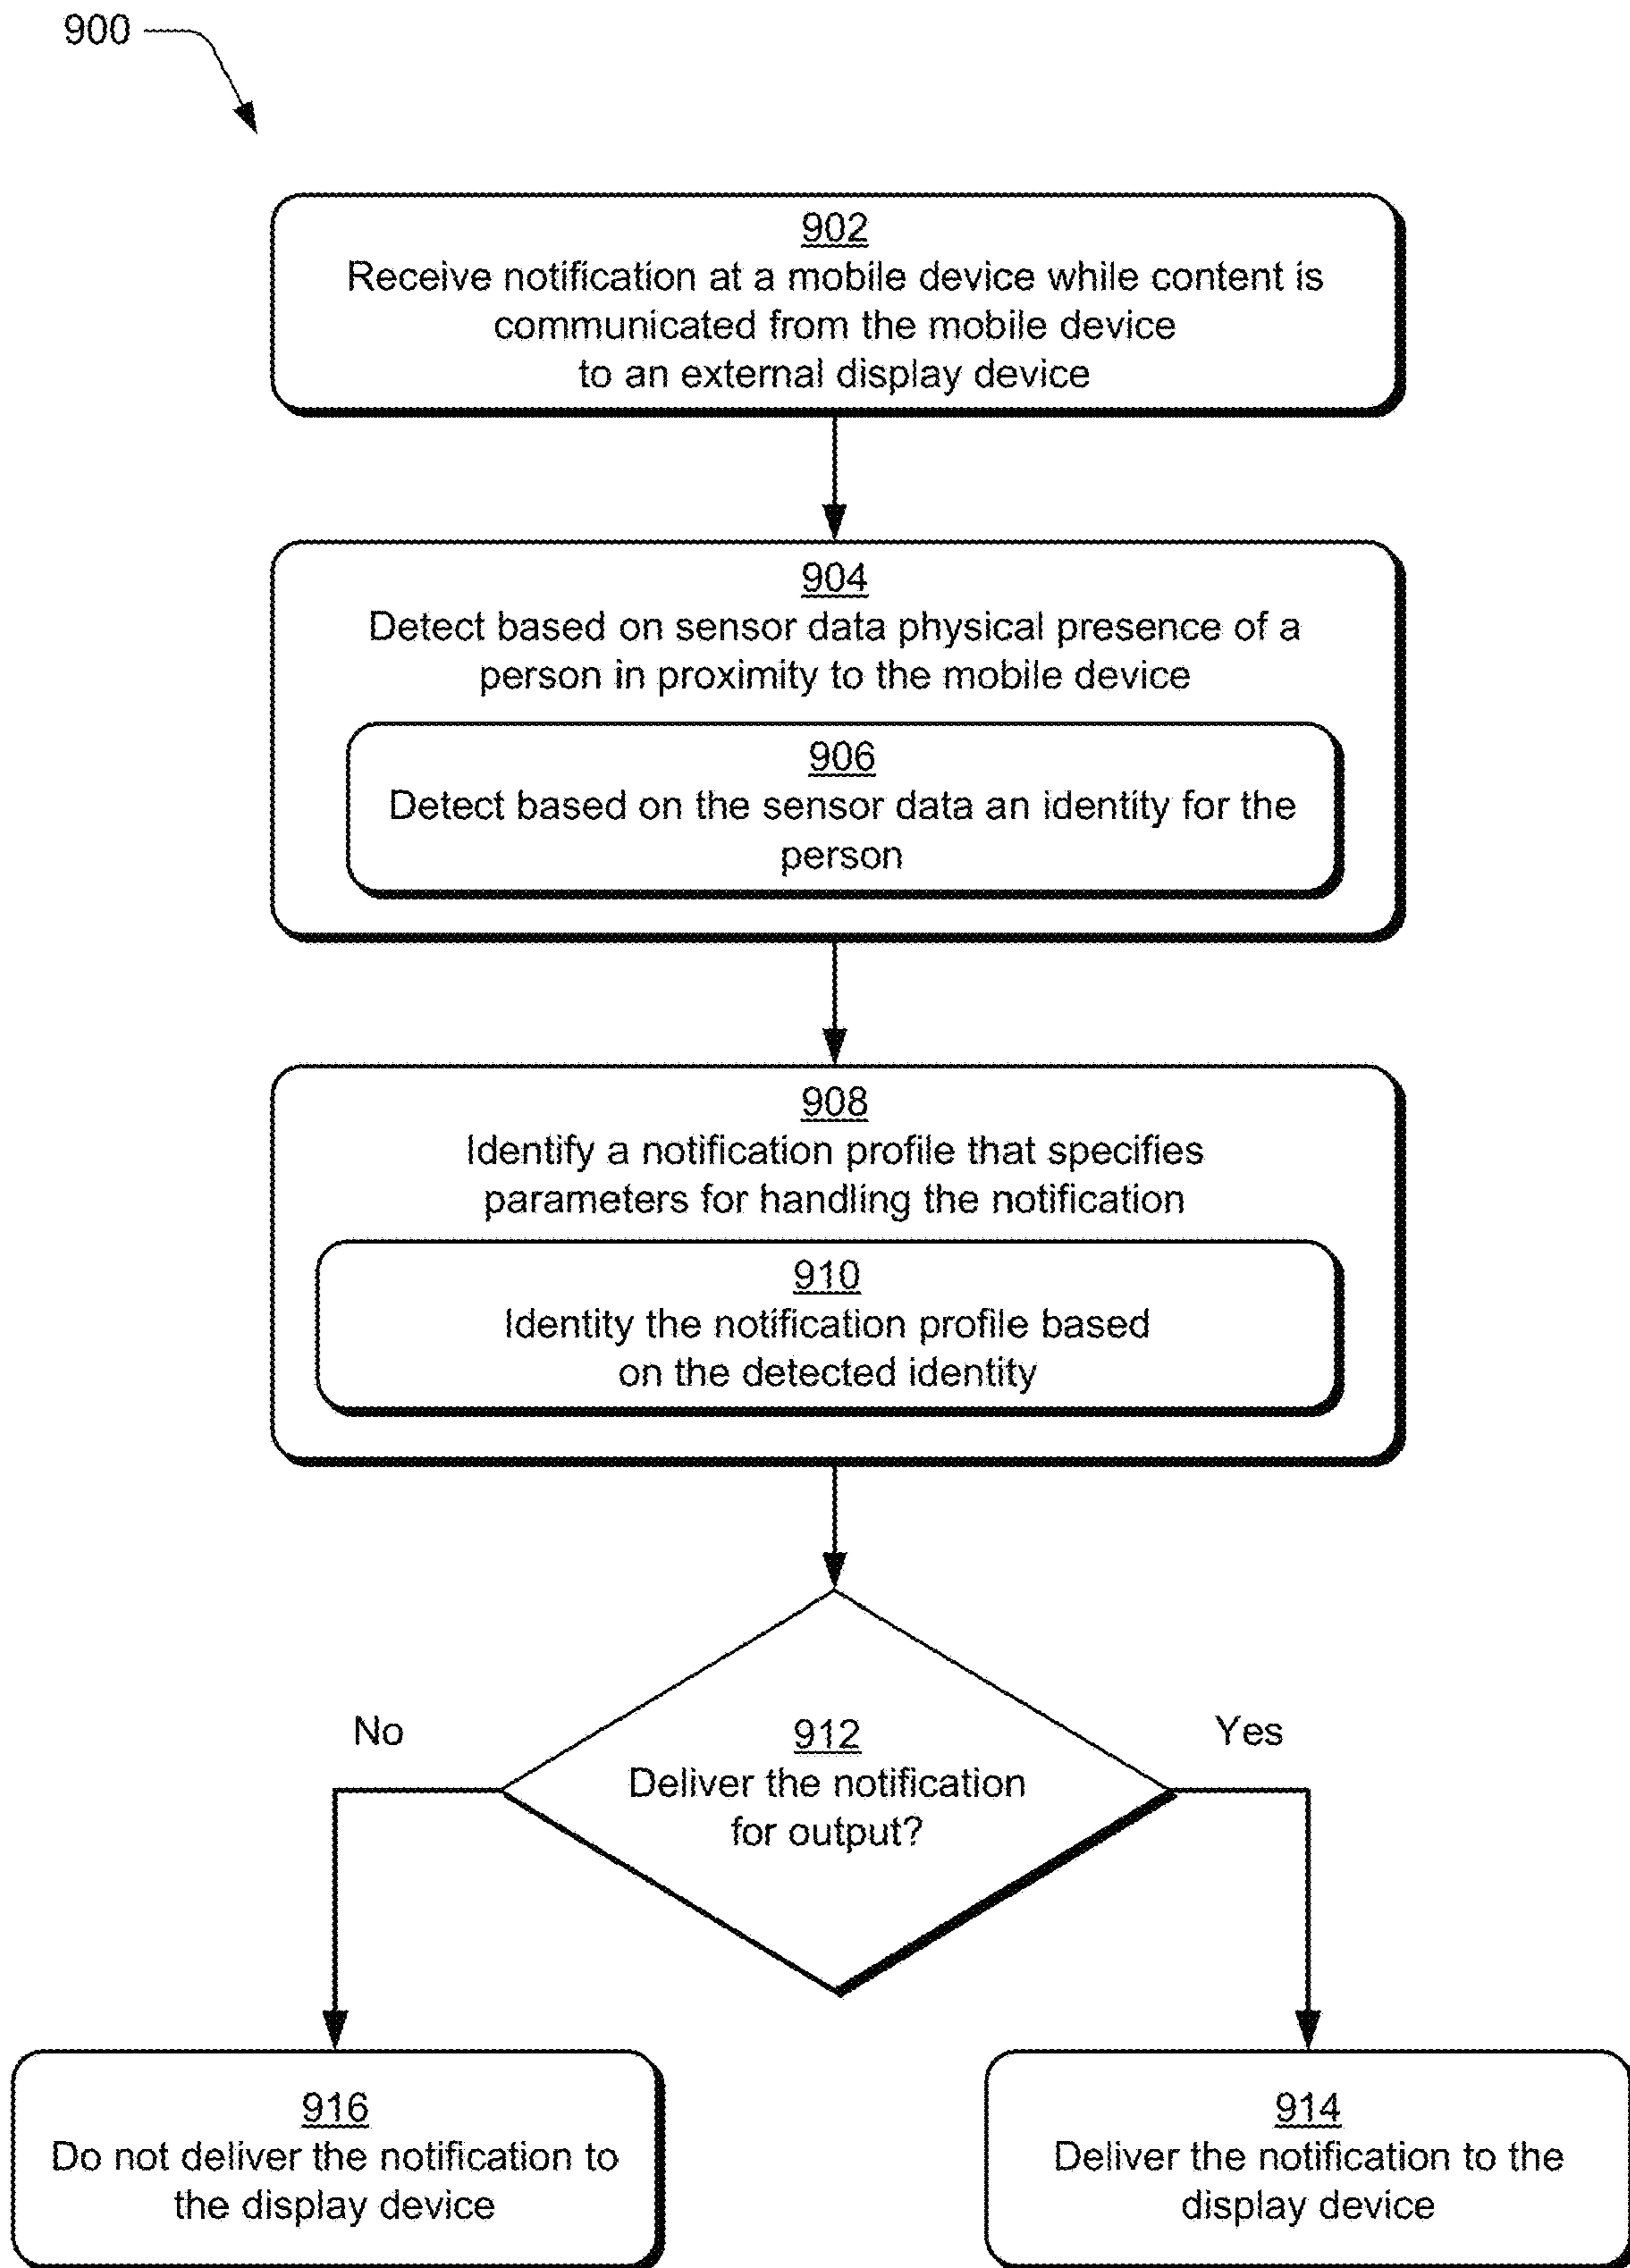 900
902
Receive notification at a mobile device while content is
communicated from the mobile device
to an external display device
904
Detect based on sensor data physical presence of a
person in proximity to the mobile device
906
Detect based on the sensor data an identity for the
person
908
Identify a notification profile that specifies
parameters for handling the notification
910
Identity the notification profile based
on the detected identity
No
912
Yes
Deliver the notification
for output?
916
Do not deliver the notification to
the display device
914
Deliver the notification to the
display device